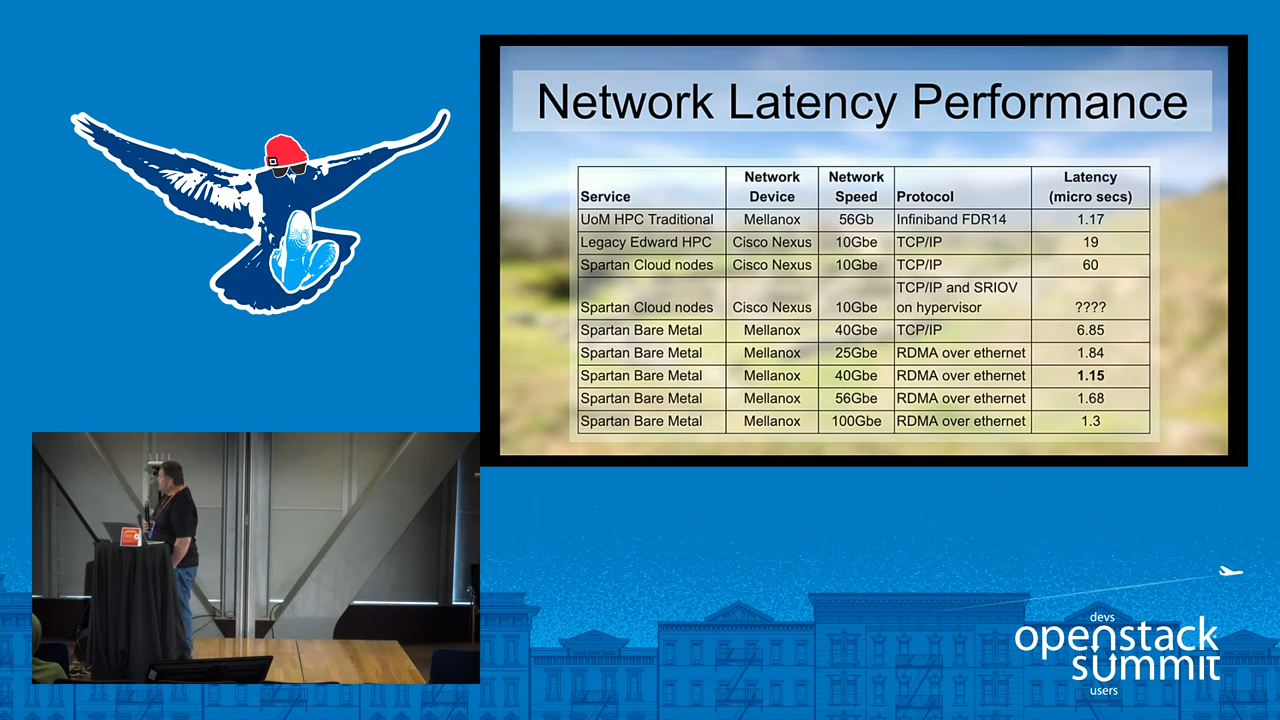 Network Latency Performance
Service Network Device Network Speed Protocol Latency (micro secs)
UoM HPC Traditional Mellanox 56Gb Infiniband FDR14 1.17
Legacy Edward HPC Cisco Nexus 10Gbe TCP/IP 19
Spartan Cloud nodes Cisco Nexus 10Gbe TCP/IP 60
Spartan Cloud nodes Cisco Nexus 10Gbe TCP/IP and SRIOV on hypervisor ????
Spartan Bare Metal Mellanox 40Gbe TCP/IP 6.85
Spartan Bare Metal Mellanox 25Gbe RDMA over ethernet 1.84
Spartan Bare Metal Mellanox 40Gbe RDMA over ethernet 1.15
Spartan Bare Metal Mellanox 56Gbe RDMA over ethernet 1.68
Spartan Bare Metal Mellanox 100Gbe RDMA over ethernet 1.3
devs
openstack
summit
users